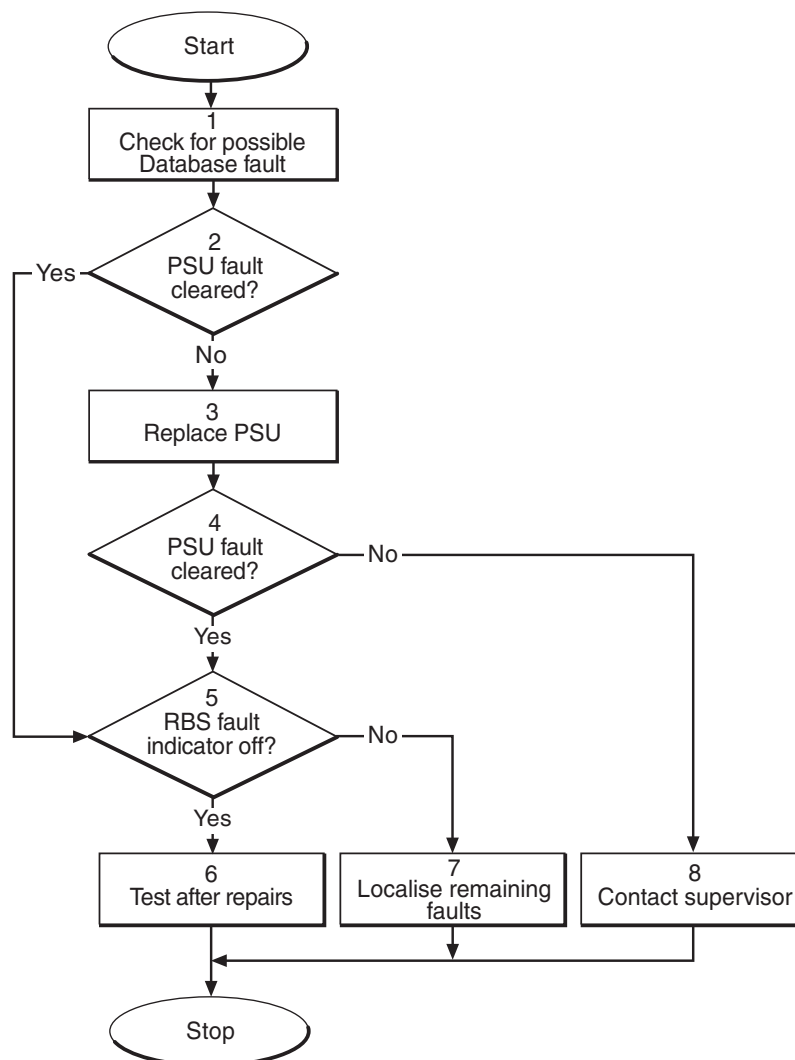 Start
1
Check for possible
Database fault
2
PSU fault
cleared?
Yes
No
3
Replace PSU
4
PSU fault
cleared?
No
Yes
5
RBS fault
indicator off?
No
Yes
6
Test after repairs
7
Localise remaining
faults
8
Contact supervisor
Stop